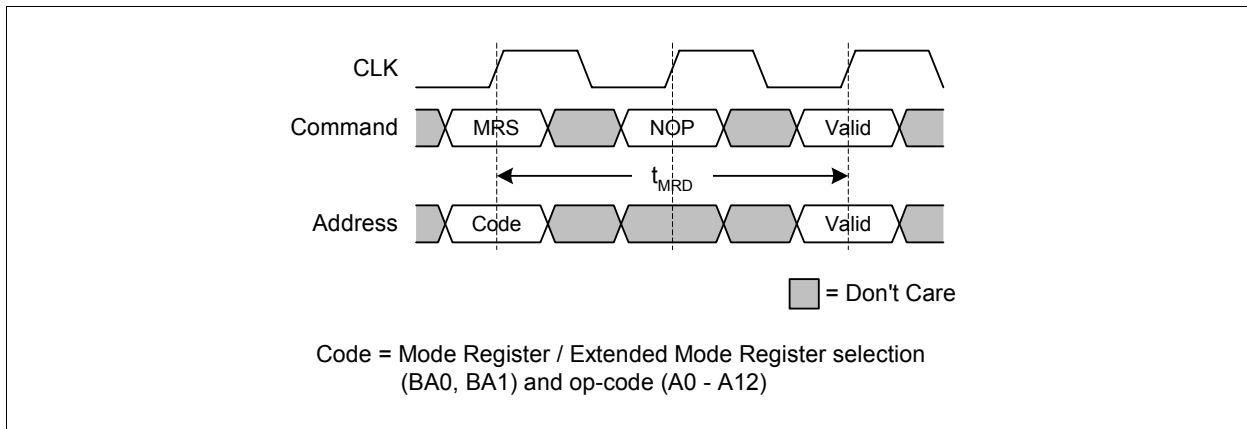 CLK
Command MRS NOP Valid
tMRD
Address Code Valid
= Don't Care
Code = Mode Register / Extended Mode Register selection
(BA0, BA1) and op-code (A0 - A12)